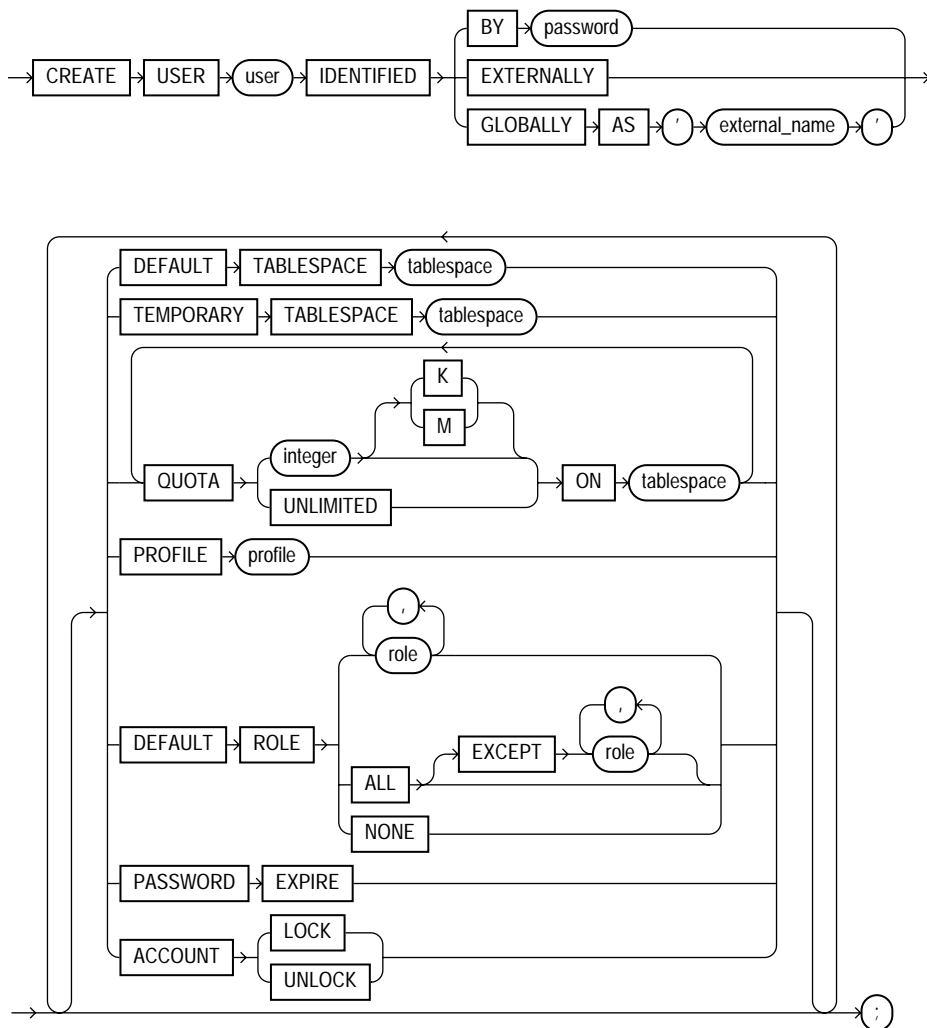 BY password
CREATE USER user IDENTIFIED EXTERNALLY
GLOBALLY AS ' external_name '
DEFAULT TABLESPACE tablespace
TEMPORARY TABLESPACE tablespace
K
M
integer
QUOTA ON tablespace
UNLIMITED
PROFILE profile
,
role
,
DEFAULT ROLE EXCEPT role
ALL
NONE
PASSWORD EXPIRE
LOCK
ACCOUNT
UNLOCK
;